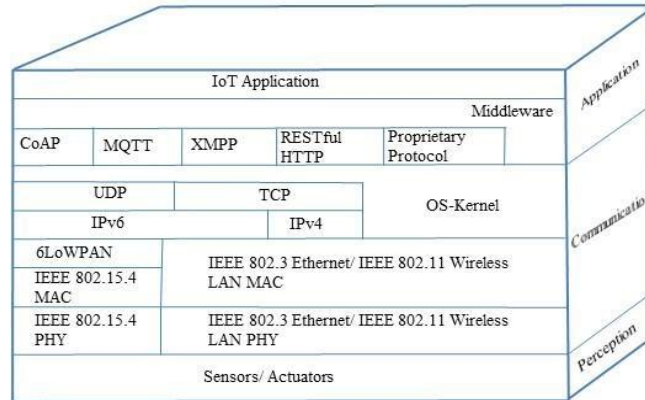 IoT Application
Middleware
CoAP
MQTT
XMPP
RESTful
HTTP
Proprietary
Protocol
UDP
TCP
OS-Kernel
IPv6
IPv4
6LoWPAN
IEEE 802.15.4
MAC
IEEE 802.3 Ethernet/ IEEE 802.11 Wireless
LAN MAC
IEEE 802.15.4
PHY
IEEE 802.3 Ethernet/ IEEE 802.11 Wireless
LAN PHY
Sensors/ Actuators
Application
Communication
Perception